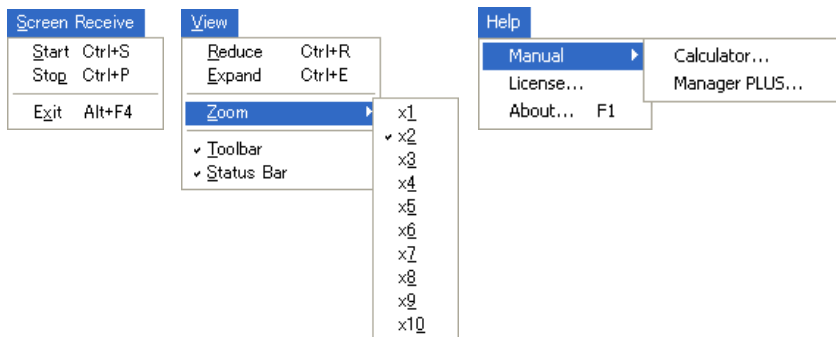 Screen Receive
Start Ctrl+S
Stop Ctrl+P
Exit Alt+F4
View
Reduce Ctrl+R
Expand Ctrl+E
Zoom
Toolbar
Status Bar
x1
x2
x3
x4
x5
x6
x7
x8
x9
x10
Help
Manual
License...
About... F1
Calculator...
Manager PLUS...